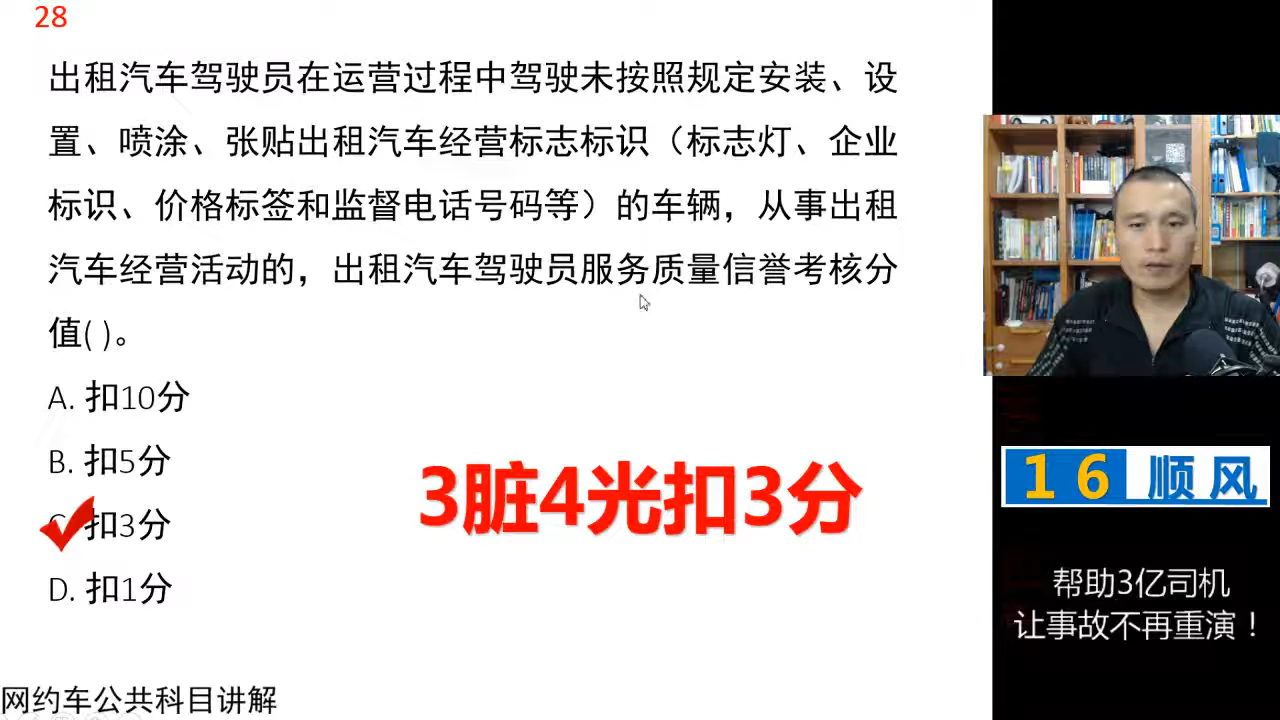 28
出租汽车驾驶员在运营过程中驾驶未按照规定安装、设
置、喷涂、张贴出租汽车经营标志标识（标志灯、企业
标识、价格标签和监督电话号码等）的车辆，从事出租
汽车经营活动的，出租汽车驾驶员服务质量信誉考核分
值( )。
A. 扣10分
B. 扣5分
扣3分
D. 扣1分
3脏4光扣3分
网约车公共科目讲解
16顺风
帮助3亿司机
让事故不再重演！